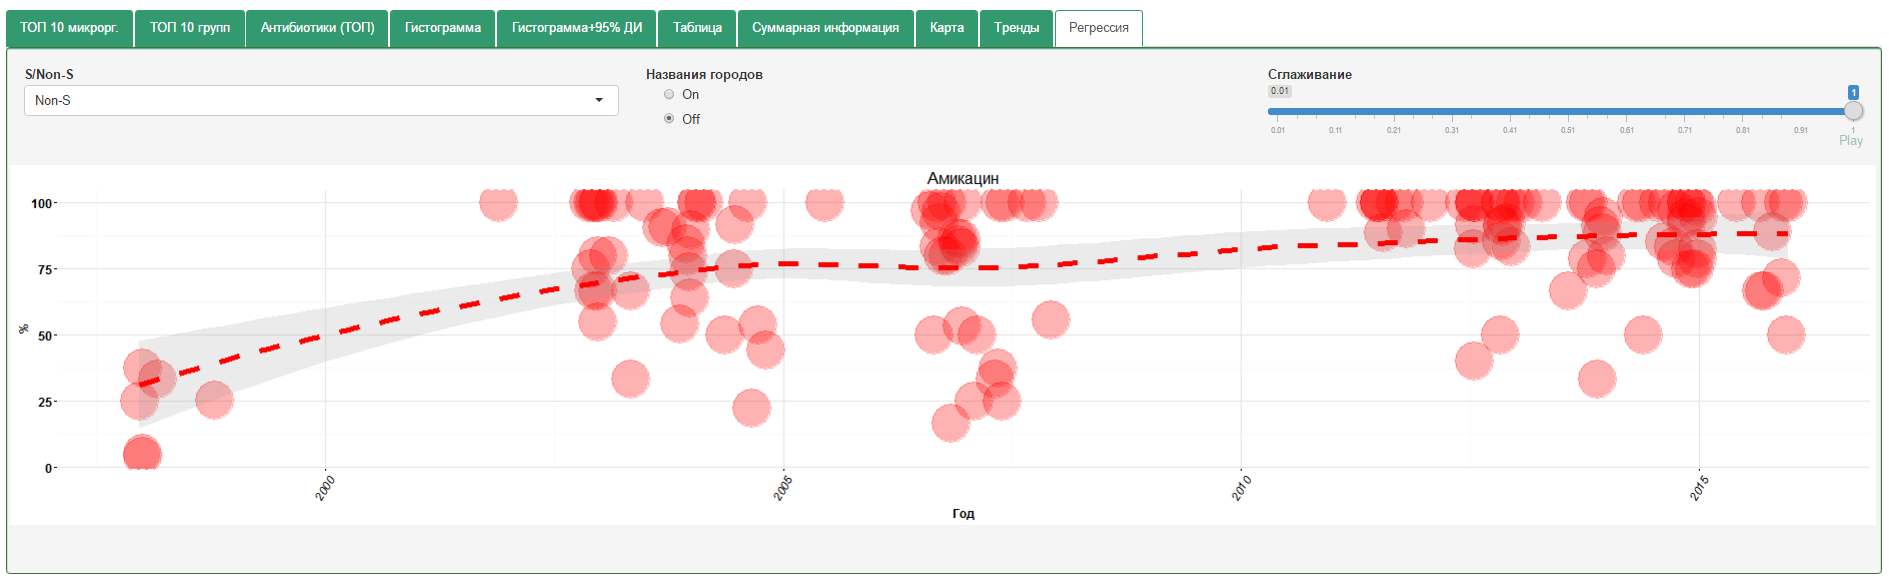 ТОП 10 микрорг. ТОП 10 групп Антибиотики (ТОП) Гистограмма Гистограмма+95% ДИ Таблица Суммарная информация Карта Тренды Регрессия
S/Non-S Названия городов Сглаживание
0.01 1
Non-S On
Off
0.01 0.11 0.21 0.31 0.41 0.51 0.61 0.71 0.81 0.91 1
Play
Амикацин
100
75
50
%
25
0
2000 2005 2010 2015
Год